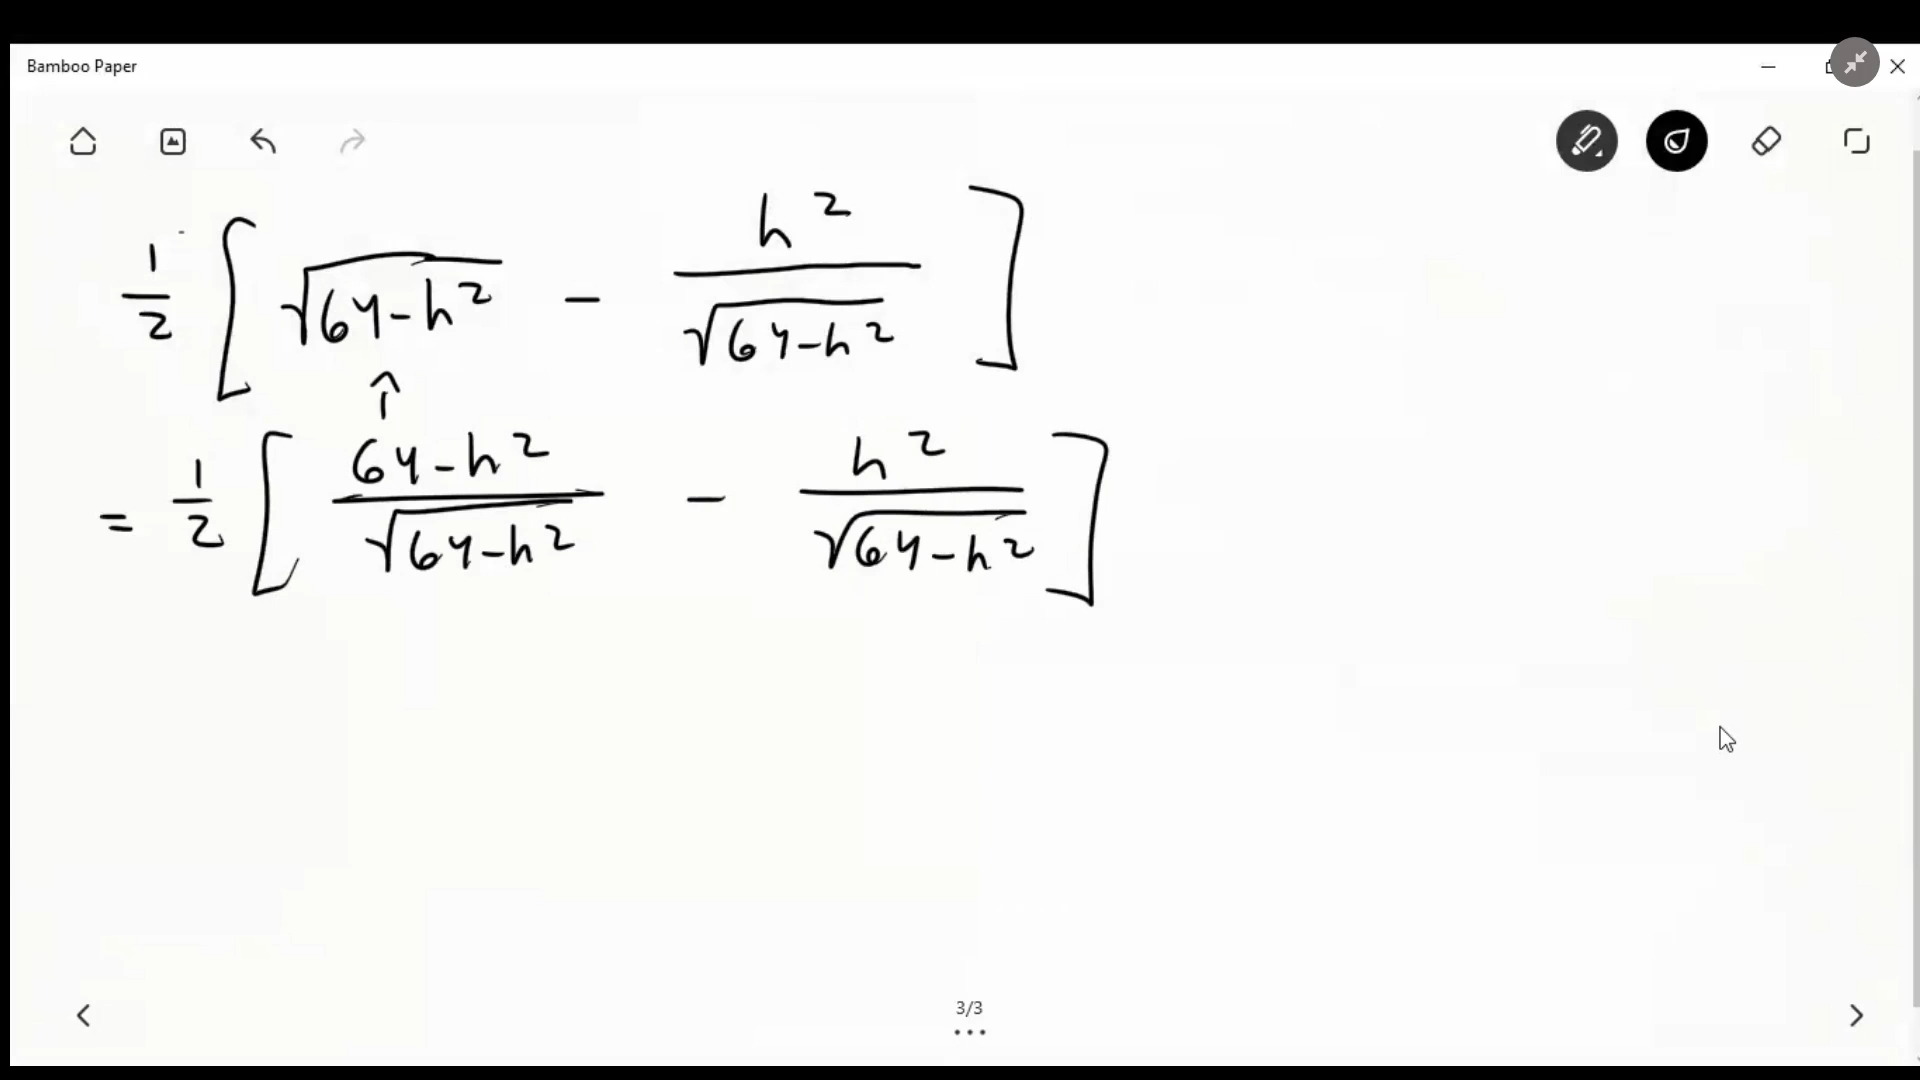 Bamboo Paper
1/2 [ √(64-h²) - h²/√(64-h²) ]
↑
= 1/2 [ (64-h²)/√(64-h²) - h²/√(64-h²) ]
3/3